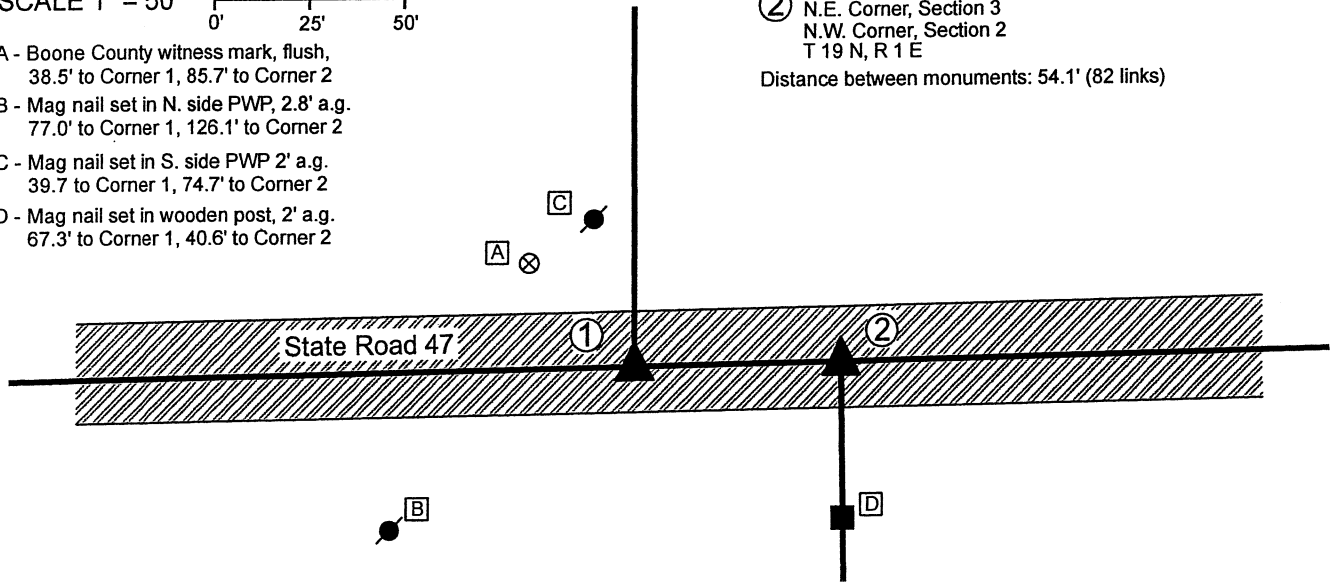 SCALE 1" = 50'
0' 25' 50'
A - Boone County witness mark, flush,
38.5' to Corner 1, 85.7' to Corner 2
B - Mag nail set in N. side PWP, 2.8' a.g.
77.0' to Corner 1, 126.1' to Corner 2
C - Mag nail set in S. side PWP 2' a.g.
39.7 to Corner 1, 74.7' to Corner 2
D - Mag nail set in wooden post, 2' a.g.
67.3' to Corner 1, 40.6' to Corner 2
2
N.E. Corner, Section 3
N.W. Corner, Section 2
T 19 N, R 1 E
Distance between monuments: 54.1' (82 links)
C
A
1
2
State Road 47
B
D